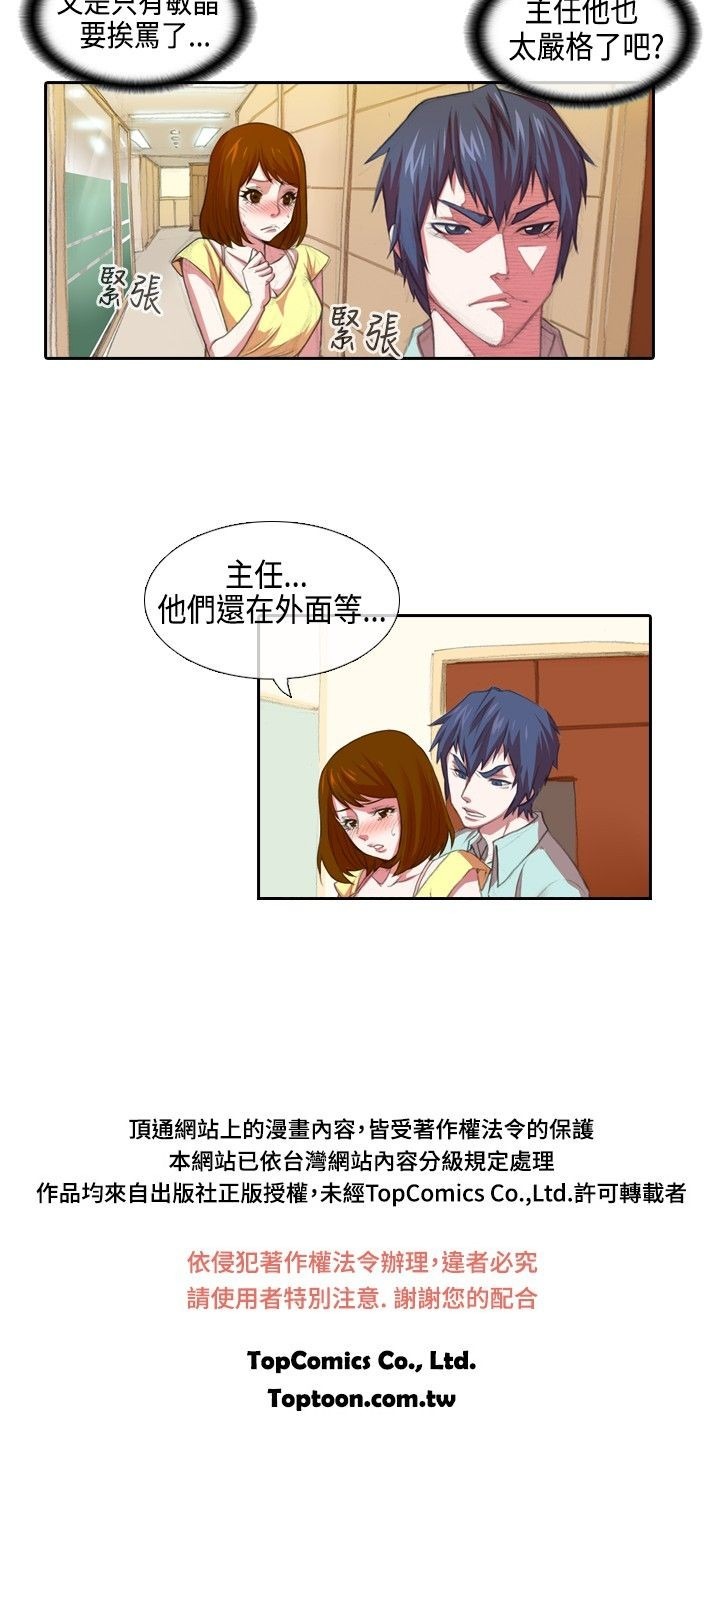 又是只有敏晶
要挨罵了...
主任他也
太嚴格了吧?
緊張
緊張
主任...
他們還在外面等...
頂通網站上的漫畫內容，皆受著作權法令的保護
本網站已依台灣網站內容分級規定處理
作品均來自出版社正版授權，未經TopComics Co.,Ltd.許可轉載者
依侵犯著作權法令辦理，違者必究
請使用者特別注意. 謝謝您的配合
TopComics Co., Ltd.
Toptoon.com.tw